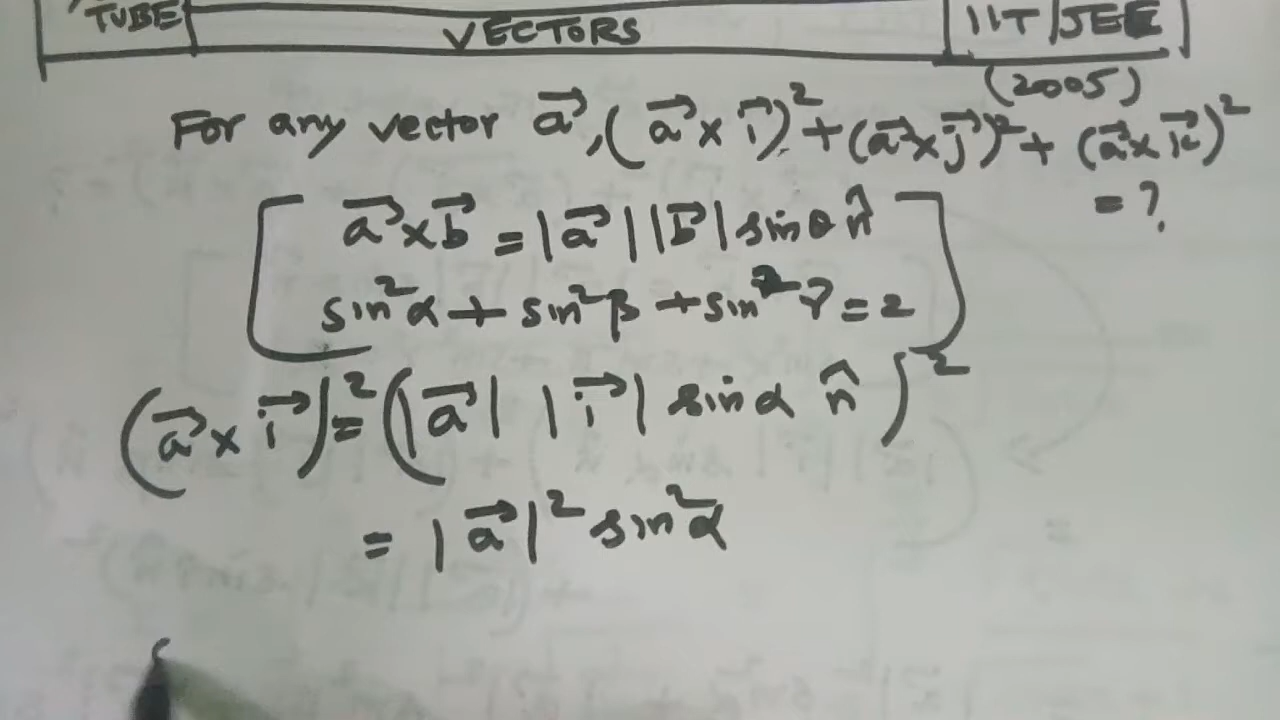 TUBE VECTORS IIT/JEE
(2005)
For any vector a⃗, (a⃗ × i⃗)² + (a⃗ × j⃗)² + (a⃗ × k⃗)²
= ?
a⃗ × b⃗ = |a⃗| |b⃗| sin θ n̂
sin²α + sin²β + sin²γ = 2
(a⃗ × i⃗)² = (|a⃗| |i⃗| sin α n̂)²
= |a⃗|² sin²α